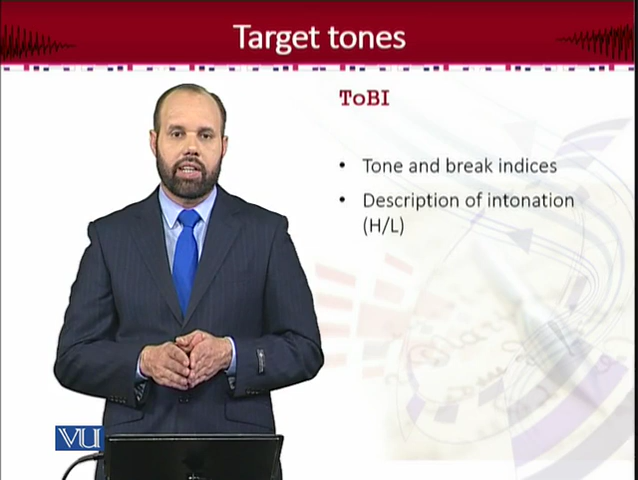 Target tones
ToBI
• Tone and break indices
• Description of intonation
(H/L)
VU